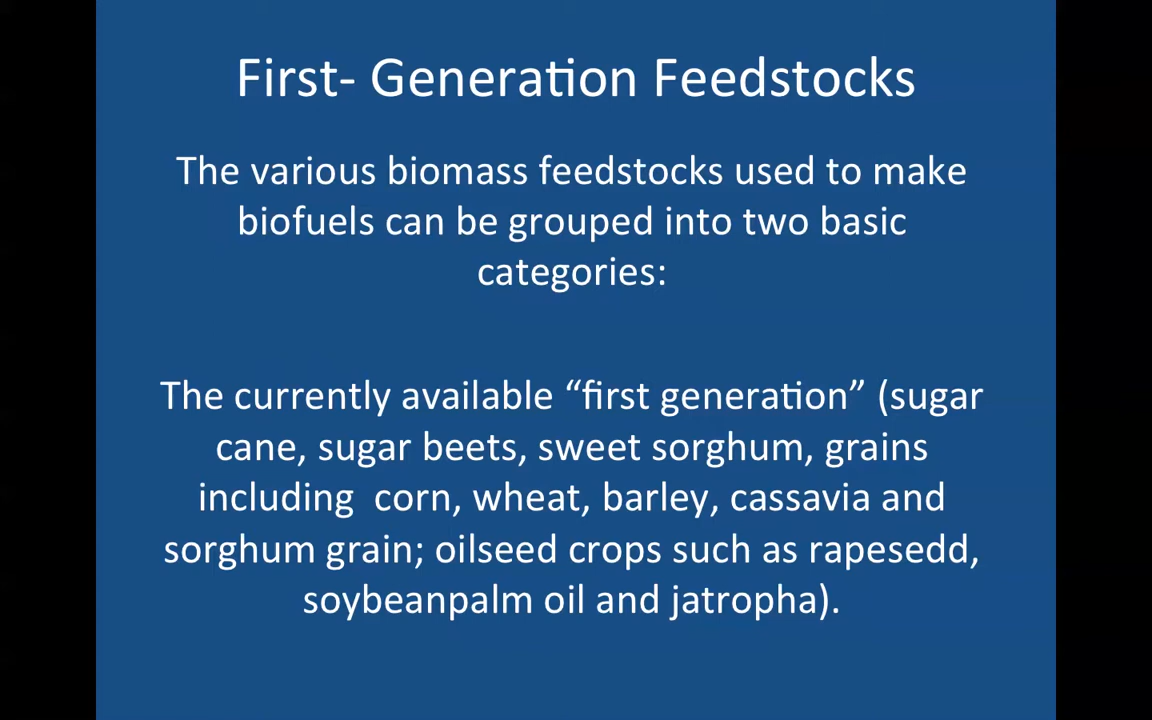 First- Generation Feedstocks
The various biomass feedstocks used to make
biofuels can be grouped into two basic
categories:
The currently available “first generation” (sugar
cane, sugar beets, sweet sorghum, grains
including  corn, wheat, barley, cassavia and
sorghum grain; oilseed crops such as rapesedd,
soybeanpalm oil and jatropha).